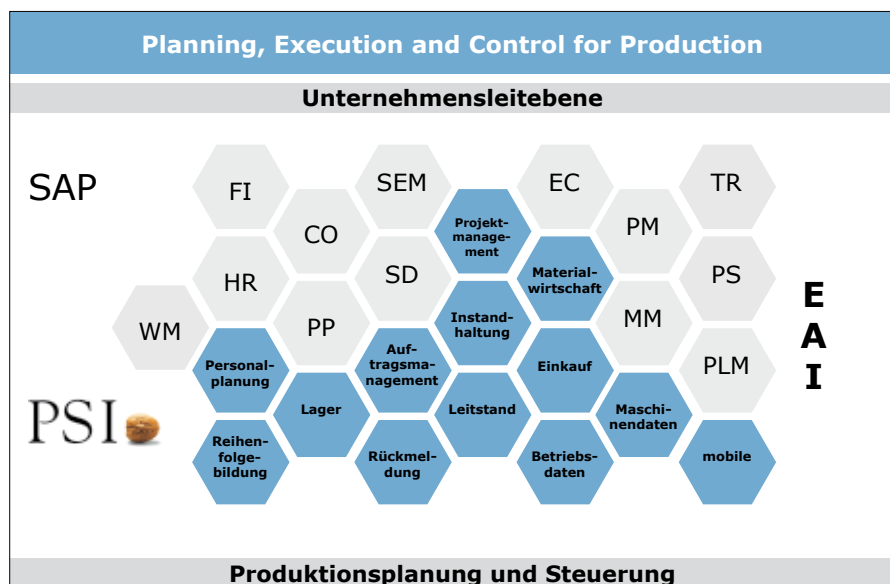 Planning, Execution and Control for Production
Unternehmensleitebene
SAP
FI
SEM
EC
TR
CO
Projekt-
manage-
ment
PM
HR
SD
Material-
wirtschaft
PS
WM
PP
Instand-
haltung
MM
E
A
I
Personal-
planung
Auf-
tragsma-
nagement
Einkauf
PLM
PSI
Lager
Leitstand
Maschi-
nendaten
Reihen-
folge-
bildung
Rückmel-
dung
Betriebs-
daten
mobile
Produktionsplanung und Steuerung